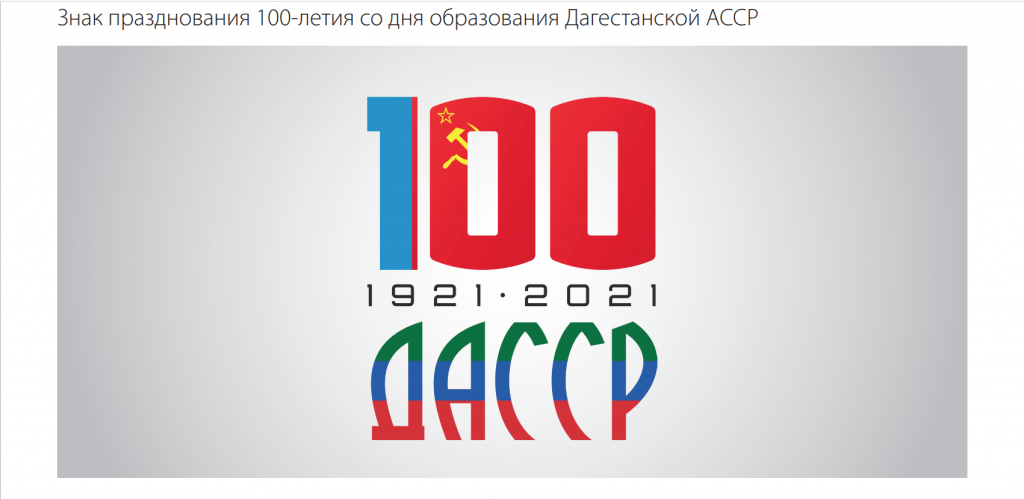 Знак празднования 100-летия со дня образования Дагестанской АССР
100
1921·2021
ДАССР